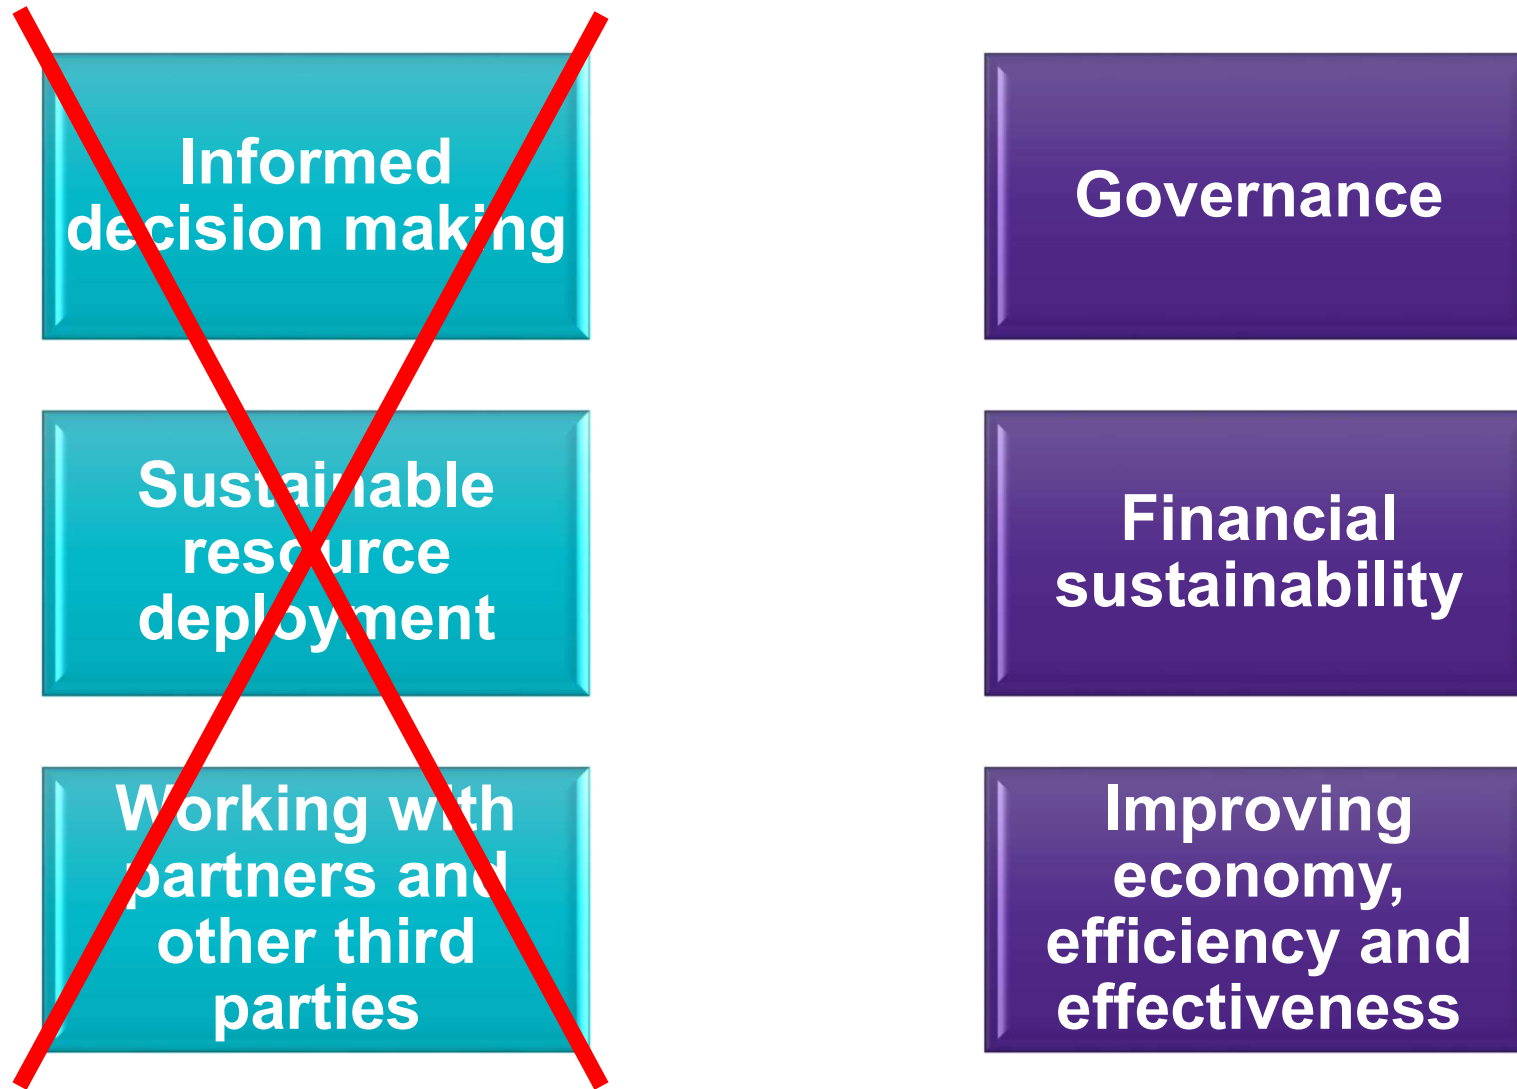 Informed
decision making
Sustainable
resource
deployment
Working with
partners and
other third
parties
Governance
Financial
sustainability
Improving
economy,
efficiency and
effectiveness